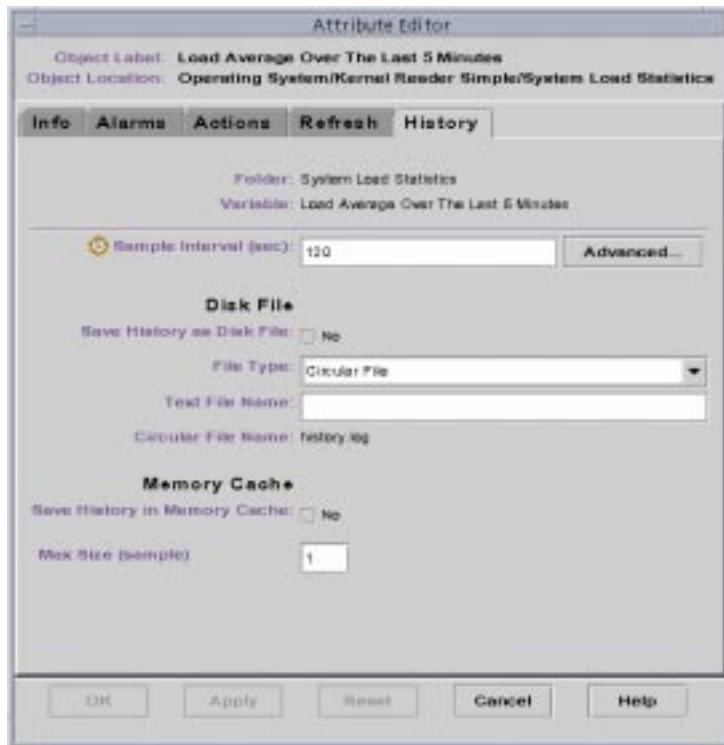 Attribute Editor
Object Label: Load Average Over The Last 5 Minutes
Object Location: Operating System/Kernel Reader Simple/System Load Statistics
Info Alarms Actions Refresh History
Folder: System Load Statistics
Variable: Load Average Over The Last 5 Minutes
Sample Interval (sec): 120 Advanced...
Disk File
Save History as Disk File: No
File Type: Circular File
Text File Name:
Circular File Name: history.log
Memory Cache
Save History in Memory Cache: No
Max Size (sample) 1
OK Apply Reset Cancel Help